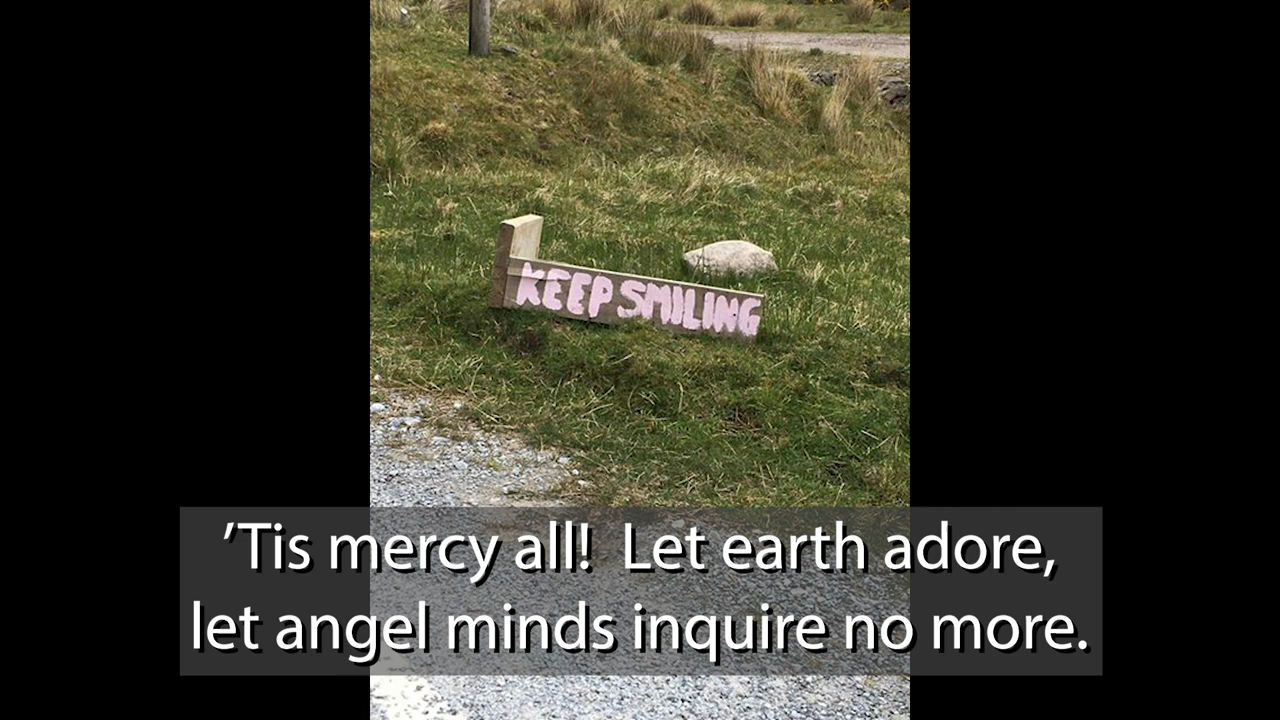 KEEP SMILING
’Tis mercy all!  Let earth adore,
let angel minds inquire no more.